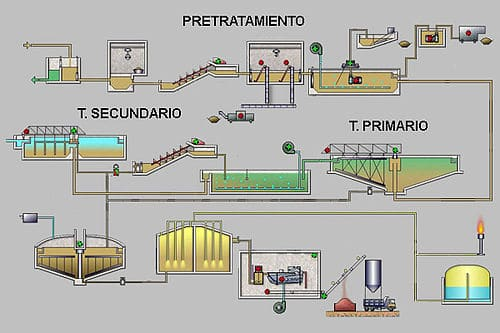 PRETRATAMIENTO
T. SECUNDARIO
T. PRIMARIO